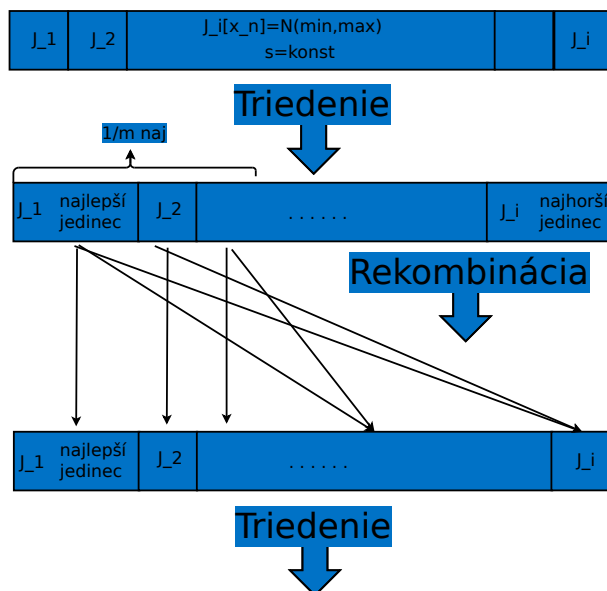 J_1
J_2
J_i[x_n]=N(min,max)
s=konst
J_i
Triedenie
1/m naj
J_1 najlepší
jedinec
J_2
. . . . . .
J_i najhorší
jedinec
Rekombinácia
J_1 najlepší
jedinec
J_2
. . . . . .
J_i
Triedenie